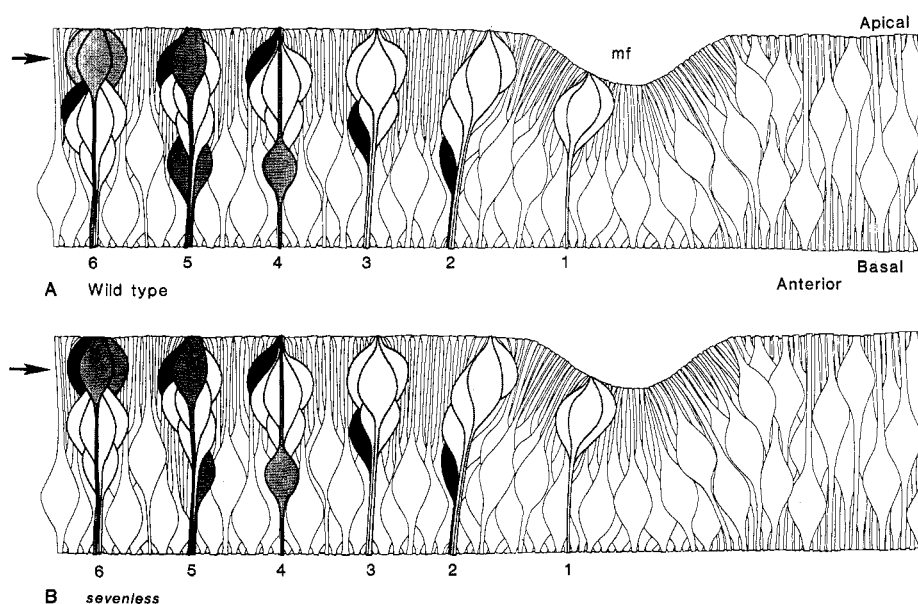 Apical
mf
6 5 4 3 2 1
Basal
A Wild type
Anterior
6 5 4 3 2 1
B sevenless